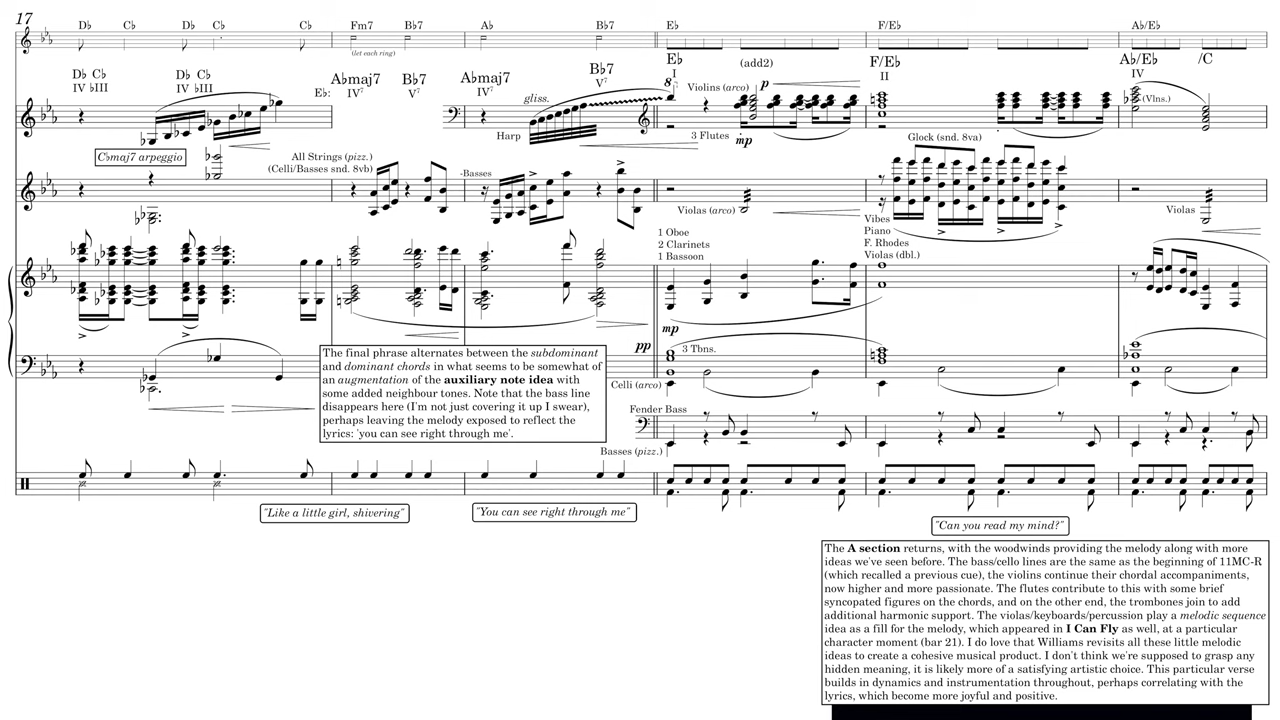 17
D♭ C♭ D♭ C♭ C♭ Fm7 B♭7 A♭ B♭7 E♭ F/E♭ A♭/E♭
(let each ring)
D♭ C♭ D♭ C♭ A♭maj7 B♭7 A♭maj7 B♭7 E♭ (add2) F/E♭ A♭/E♭ /C
IV ♭III IV ♭III E♭: IV⁷ V⁷ IV⁷ V⁷ I II IV
8 Violins (arco) p
gliss. (Vlns.)
Harp 3 Flutes mp Glock (snd. 8va)
C♭maj7 arpeggio
All Strings (pizz.)
(Celli/Basses snd. 8vb) -Basses
Violas (arco) Violas
Vibes
Piano
F. Rhodes
Violas (dbl.)
1 Oboe
2 Clarinets
1 Bassoon
mp
pp
3 Tbns.
Celli (arco)
The final phrase alternates between the subdominant
and dominant chords in what seems to be somewhat of
an augmentation of the auxiliary note idea with
some added neighbour tones. Note that the bass line
disappears here (I'm not just covering it up I swear),
perhaps leaving the melody exposed to reflect the
lyrics: 'you can see right through me'.
Fender Bass
Basses (pizz.)
"Like a little girl, shivering" "You can see right through me" "Can you read my mind?"
The A section returns, with the woodwinds providing the melody along with more
ideas we've seen before. The bass/cello lines are the same as the beginning of 11MC-R
(which recalled a previous cue), the violins continue their chordal accompaniments,
now higher and more passionate. The flutes contribute to this with some brief
syncopated figures on the chords, and on the other end, the trombones join to add
additional harmonic support. The violas/keyboards/percussion play a melodic sequence
idea as a fill for the melody, which appeared in I Can Fly as well, at a particular
character moment (bar 21). I do love that Williams revisits all these little melodic
ideas to create a cohesive musical product. I don't think we're supposed to grasp any
hidden meaning, it is likely more of a satisfying artistic choice. This particular verse
builds in dynamics and instrumentation throughout, perhaps correlating with the
lyrics, which become more joyful and positive.